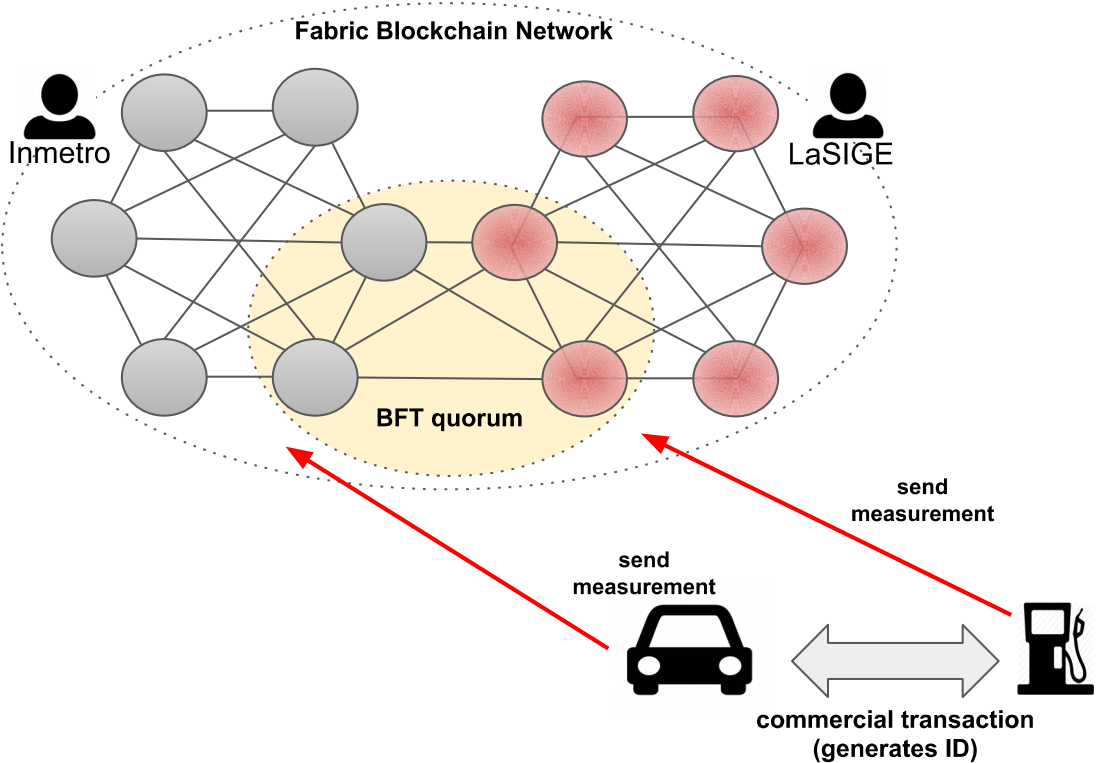 Fabric Blockchain Network
Inmetro
LaSIGE
BFT quorum
send
measurement
send
measurement
commercial transaction
(generates ID)